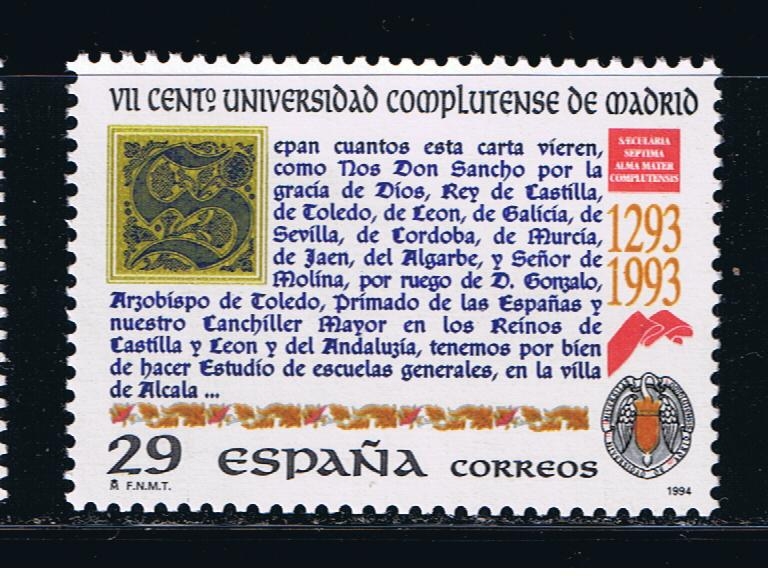 VII CENTº UNIVERSIDAD COMPLUTENSE DE MADRID
Sepan cuantos esta carta vieren,
como Nos Don Sancho por la
gracia de Dios, Rey de Castilla,
de Toledo, de Leon, de Galicia, de
Sevilla, de Cordoba, de Murcia,
de Jaen, del Algarbe, y Señor de
Molina, por ruego de D. Gonzalo,
Arzobispo de Toledo, Primado de las Españas y
nuestro Canchiller Mayor en los Reinos de
Castilla y Leon y del Andaluzia, tenemos por bien
de hacer Estudio de escuelas generales, en la villa
de Alcala ...
SÆCULARIA
SEPTIMA
ALMA MATER
COMPLUTENSIS
1293
1993
29 ESPAÑA CORREOS
F.N.M.T.
1994